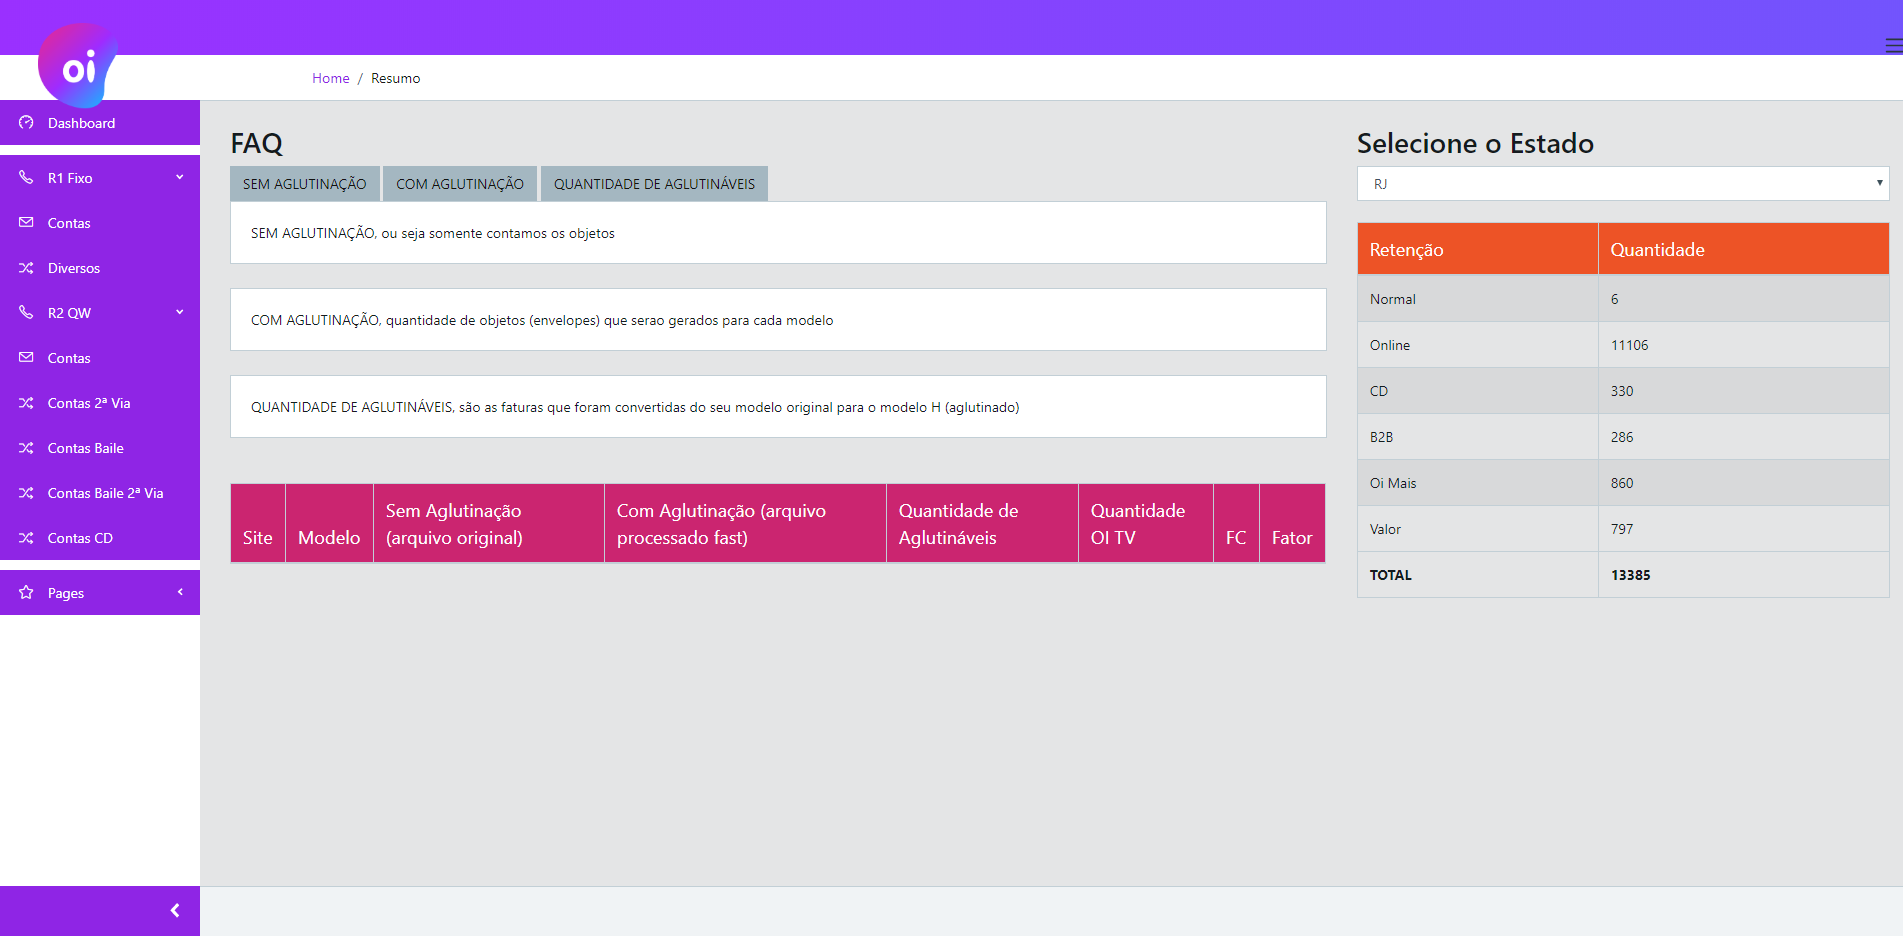 oi
Home / Resumo
Dashboard
R1 Fixo
Contas
Diversos
R2 QW
Contas
Contas 2ª Via
Contas Baile
Contas Baile 2ª Via
Contas CD
Pages
FAQ
SEM AGLUTINAÇÃO COM AGLUTINAÇÃO QUANTIDADE DE AGLUTINÁVEIS
SEM AGLUTINAÇÃO, ou seja somente contamos os objetos
COM AGLUTINAÇÃO, quantidade de objetos (envelopes) que serao gerados para cada modelo
QUANTIDADE DE AGLUTINÁVEIS, são as faturas que foram convertidas do seu modelo original para o modelo H (aglutinado)
Site
Modelo
Sem Aglutinação
(arquivo original)
Com Aglutinação (arquivo
processado fast)
Quantidade de
Aglutináveis
Quantidade
OI TV
FC
Fator
Selecione o Estado
RJ
Retenção Quantidade
Normal 6
Online 11106
CD 330
B2B 286
Oi Mais 860
Valor 797
TOTAL 13385